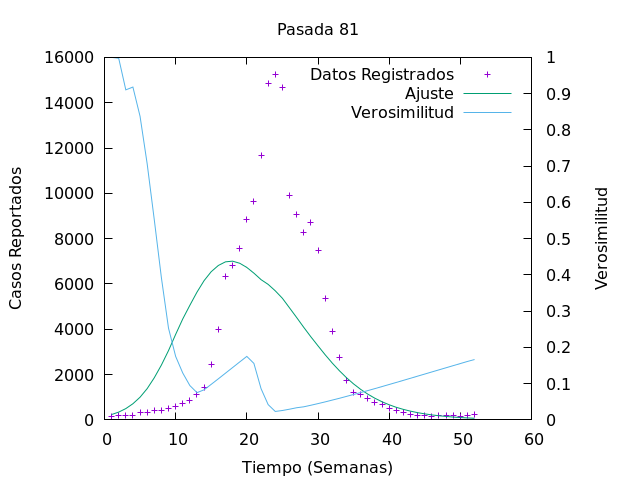 Pasada 81
Datos Registrados
Ajuste
Verosimilitud
Casos Reportados
16000
14000
12000
10000
8000
6000
4000
2000
0
1
0.9
0.8
0.7
0.6
0.5
0.4
0.3
0.2
0.1
0
Verosimilitud
0 10 20 30 40 50 60
Tiempo (Semanas)